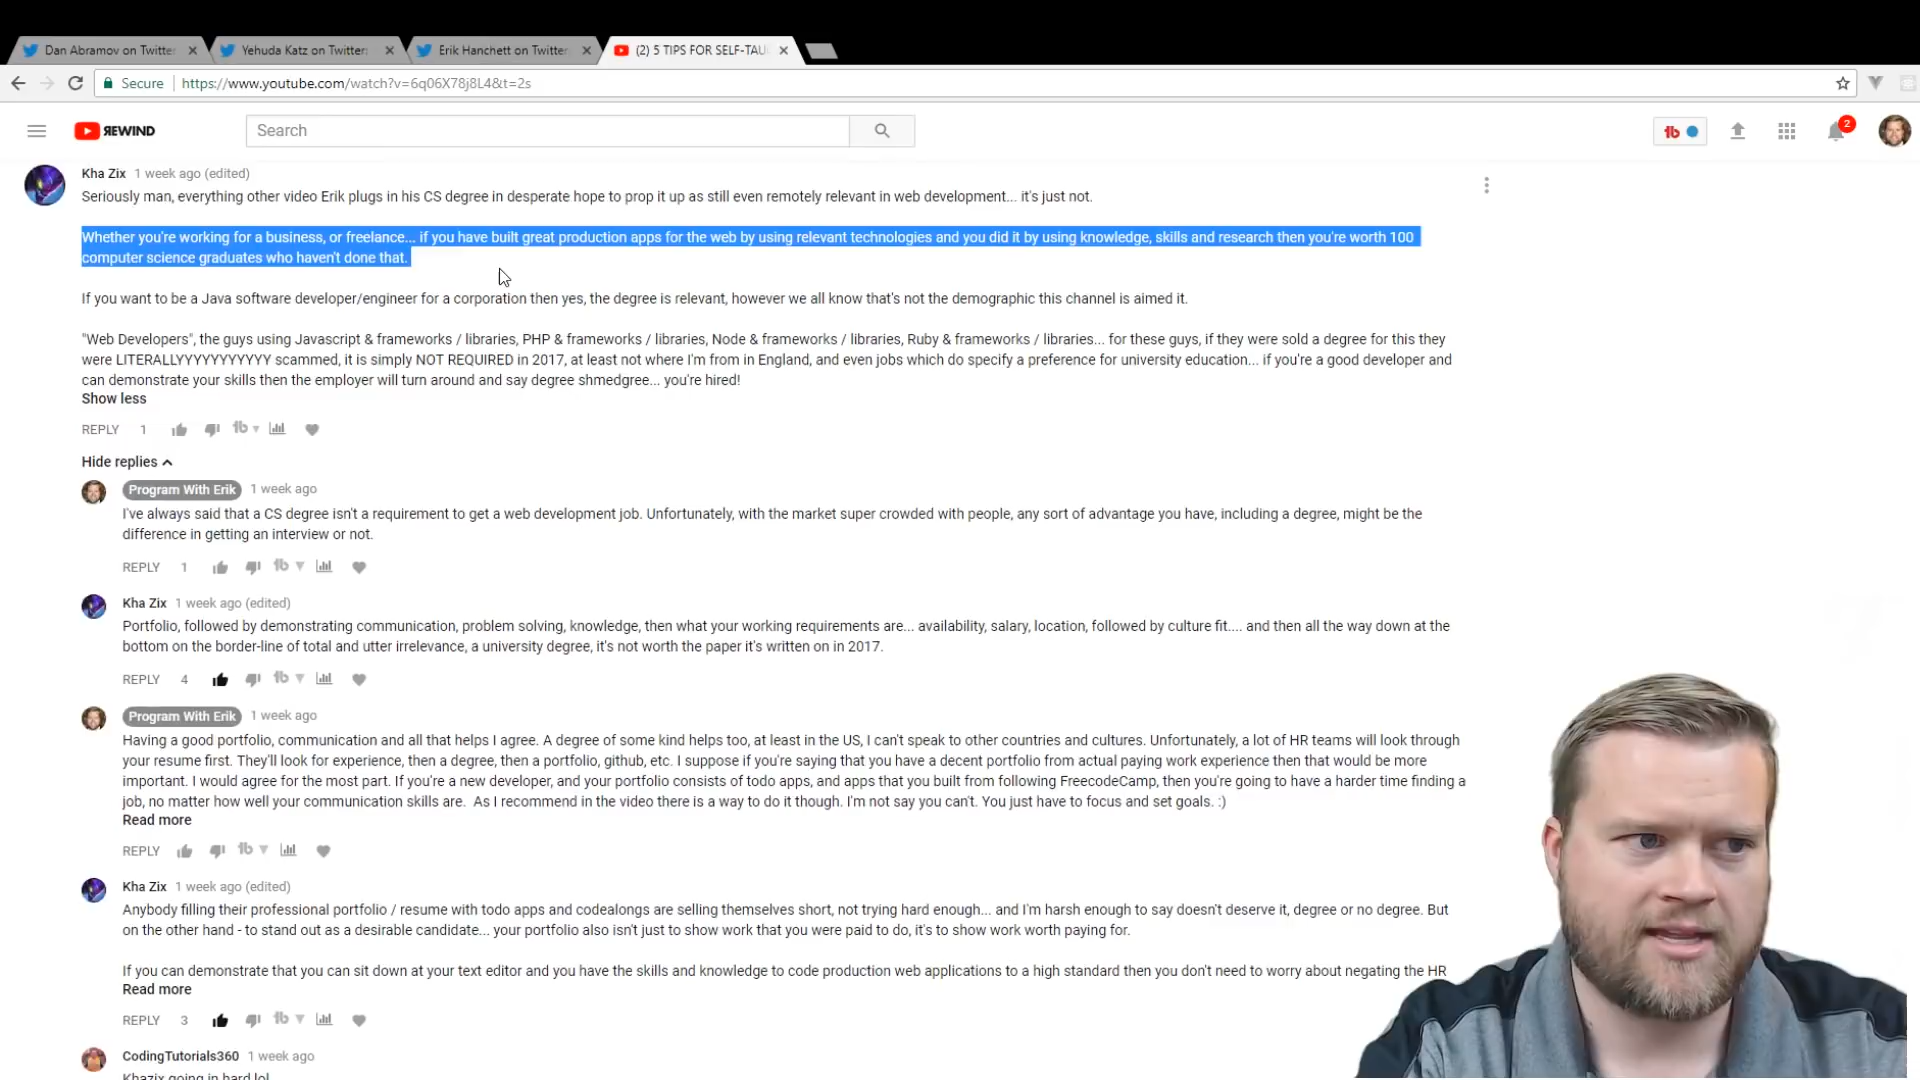 Dan Abramov on Twitter
Yehuda Katz on Twitter:
Erik Hanchett on Twitter
(2) 5 TIPS FOR SELF-TAU
Secure
https://www.youtube.com/watch?v=6q06X78j8L4&t=2s
REWIND
Search
tb
2
Kha Zix 1 week ago (edited)
Seriously man, everything other video Erik plugs in his CS degree in desperate hope to prop it up as still even remotely relevant in web development... it's just not.
Whether you're working for a business, or freelance... if you have built great production apps for the web by using relevant technologies and you did it by using knowledge, skills and research then you're worth 100
computer science graduates who haven't done that.
If you want to be a Java software developer/engineer for a corporation then yes, the degree is relevant, however we all know that's not the demographic this channel is aimed it.
"Web Developers", the guys using Javascript & frameworks / libraries, PHP & frameworks / libraries, Node & frameworks / libraries, Ruby & frameworks / libraries... for these guys, if they were sold a degree for this they
were LITERALLYYYYYYYYYYY scammed, it is simply NOT REQUIRED in 2017, at least not where I'm from in England, and even jobs which do specify a preference for university education... if you're a good developer and
can demonstrate your skills then the employer will turn around and say degree shmedgree... you're hired!
Show less
REPLY 1 tb
Hide replies
Program With Erik 1 week ago
I've always said that a CS degree isn't a requirement to get a web development job. Unfortunately, with the market super crowded with people, any sort of advantage you have, including a degree, might be the
difference in getting an interview or not.
REPLY 1 tb
Kha Zix 1 week ago (edited)
Portfolio, followed by demonstrating communication, problem solving, knowledge, then what your working requirements are... availability, salary, location, followed by culture fit.... and then all the way down at the
bottom on the border-line of total and utter irrelevance, a university degree, it's not worth the paper it's written on in 2017.
REPLY 4 tb
Program With Erik 1 week ago
Having a good portfolio, communication and all that helps I agree. A degree of some kind helps too, at least in the US, I can't speak to other countries and cultures. Unfortunately, a lot of HR teams will look through
your resume first. They'll look for experience, then a degree, then a portfolio, github, etc. I suppose if you're saying that you have a decent portfolio from actual paying work experience then that would be more
important. I would agree for the most part. If you're a new developer, and your portfolio consists of todo apps, and apps that you built from following FreecodeCamp, then you're going to have a harder time finding a
job, no matter how well your communication skills are. As I recommend in the video there is a way to do it though. I'm not say you can't. You just have to focus and set goals. :)
Read more
REPLY tb
Kha Zix 1 week ago (edited)
Anybody filling their professional portfolio / resume with todo apps and codealongs are selling themselves short, not trying hard enough... and I'm harsh enough to say doesn't deserve it, degree or no degree. But
on the other hand - to stand out as a desirable candidate... your portfolio also isn't just to show work that you were paid to do, it's to show work worth paying for.
If you can demonstrate that you can sit down at your text editor and you have the skills and knowledge to code production web applications to a high standard then you don't need to worry about negating the HR
Read more
REPLY 3 tb
CodingTutorials360 1 week ago
Khazix going in hard lol